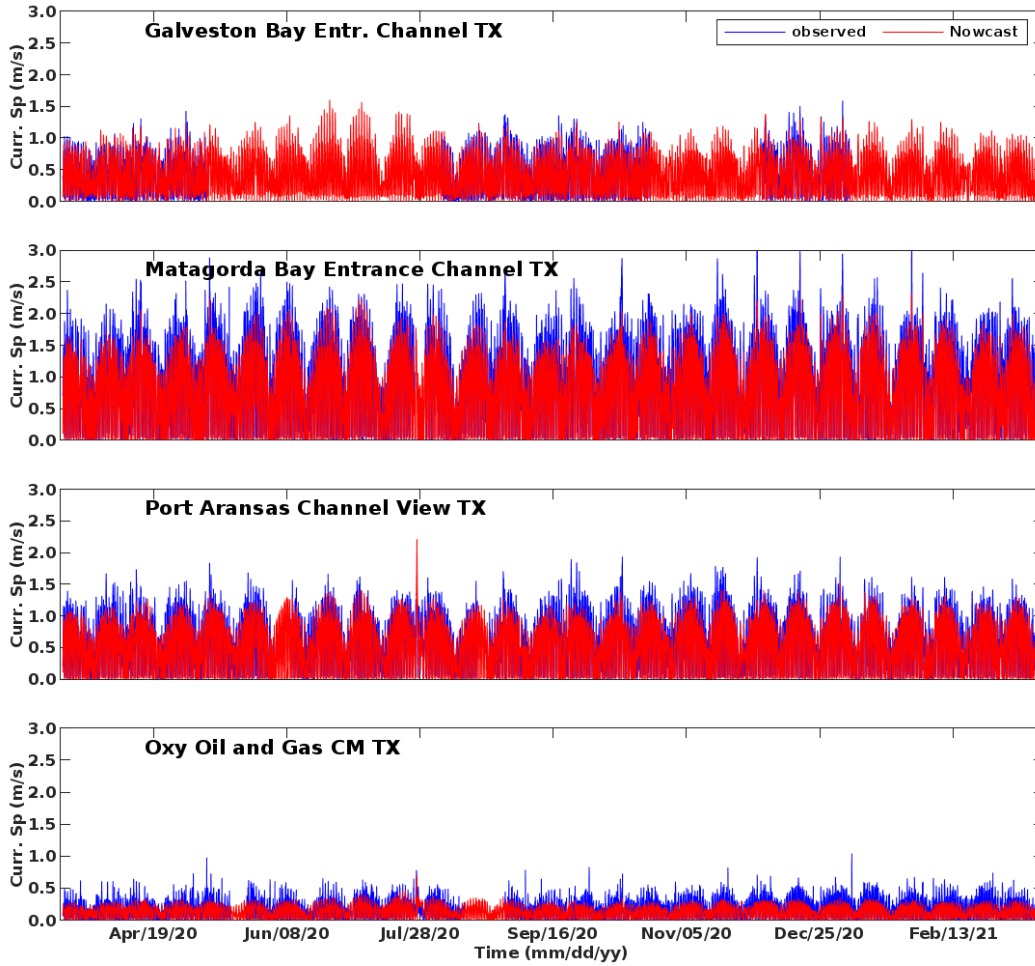 Galveston Bay Entr. Channel TX
observed
Nowcast
Curr. Sp (m/s)
3.0
2.5
2.0
1.5
1.0
0.5
0.0
Matagorda Bay Entrance Channel TX
Curr. Sp (m/s)
3.0
2.5
2.0
1.5
1.0
0.5
0.0
Port Aransas Channel View TX
Curr. Sp (m/s)
3.0
2.5
2.0
1.5
1.0
0.5
0.0
Oxy Oil and Gas CM TX
Curr. Sp (m/s)
3.0
2.5
2.0
1.5
1.0
0.5
0.0
Apr/19/20 Jun/08/20 Jul/28/20 Sep/16/20 Nov/05/20 Dec/25/20 Feb/13/21
Time (mm/dd/yy)